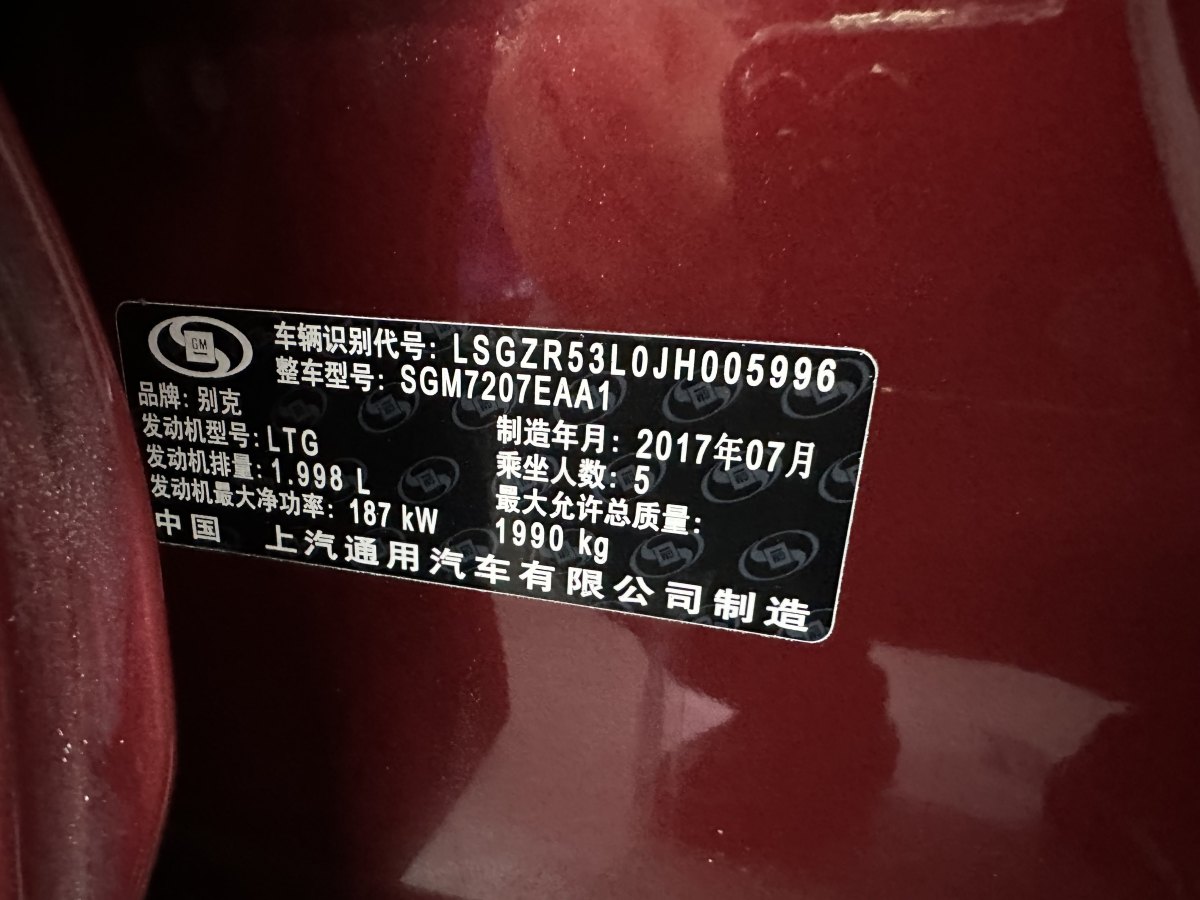 GM
车辆识别代号: LSGZR53L0JH005996
整车型号: SGM7207EAA1
品牌: 别克
发动机型号: LTG
制造年月: 2017年07月
发动机排量: 1.998 L
乘坐人数: 5
发动机最大净功率: 187 kW
最大允许总质量:
1990 kg
中国 上汽通用汽车有限公司制造